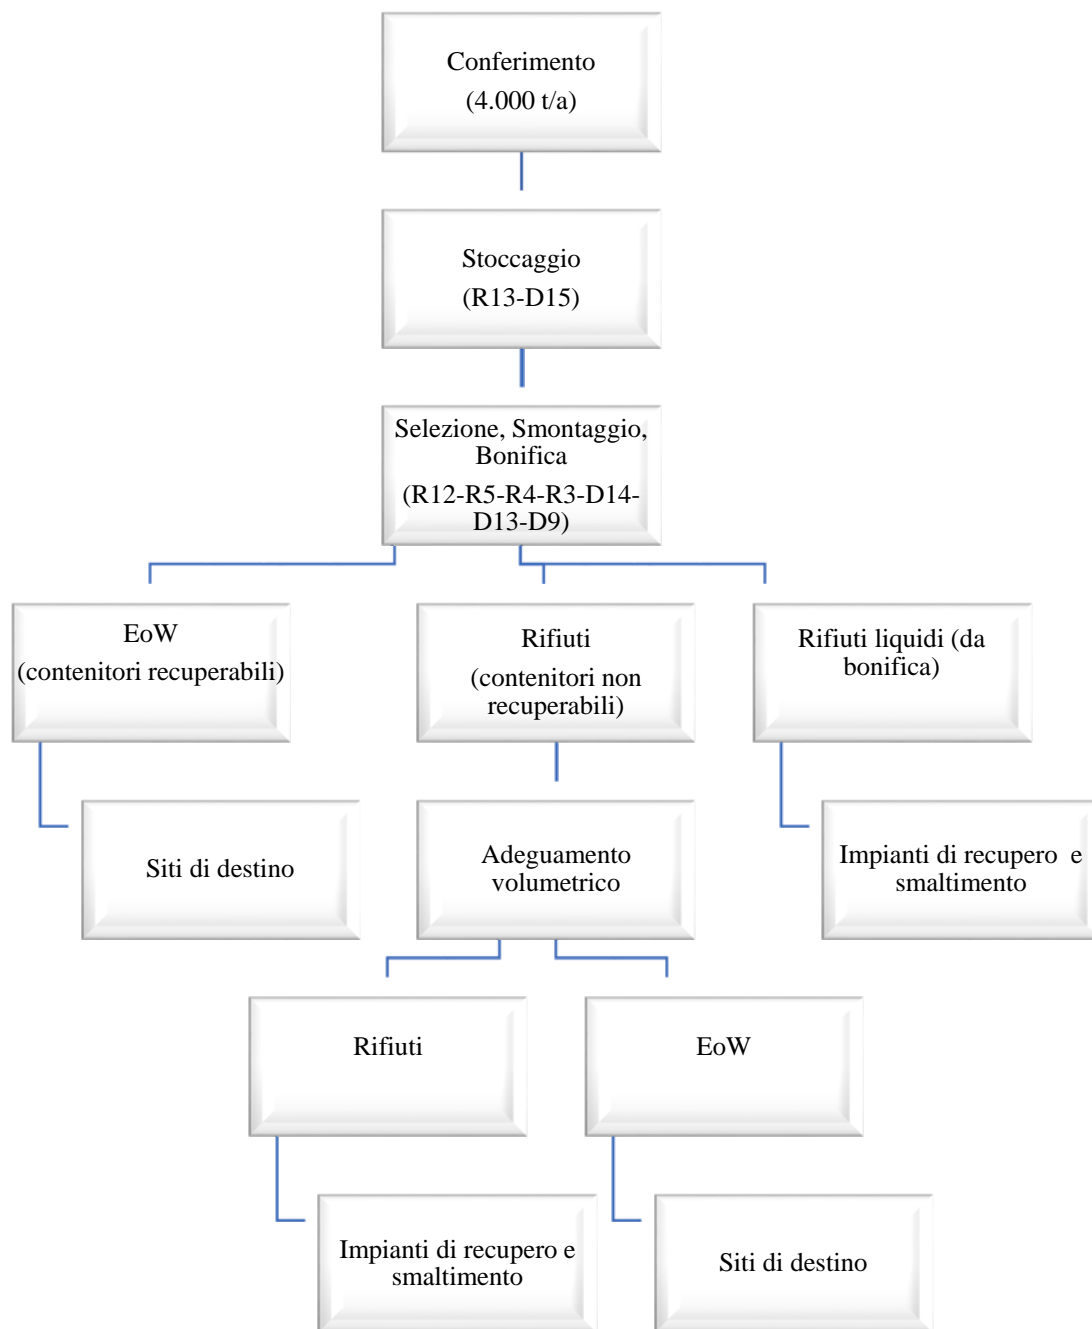 Conferimento
(4.000 t/a)
Stoccaggio
(R13-D15)
Selezione, Smontaggio,
Bonifica
(R12-R5-R4-R3-D14-
D13-D9)
EoW
(contenitori recuperabili)
Rifiuti
(contenitori non
recuperabili)
Rifiuti liquidi (da
bonifica)
Siti di destino
Adeguamento
volumetrico
Impianti di recupero e
smaltimento
Rifiuti
EoW
Impianti di recupero e
smaltimento
Siti di destino